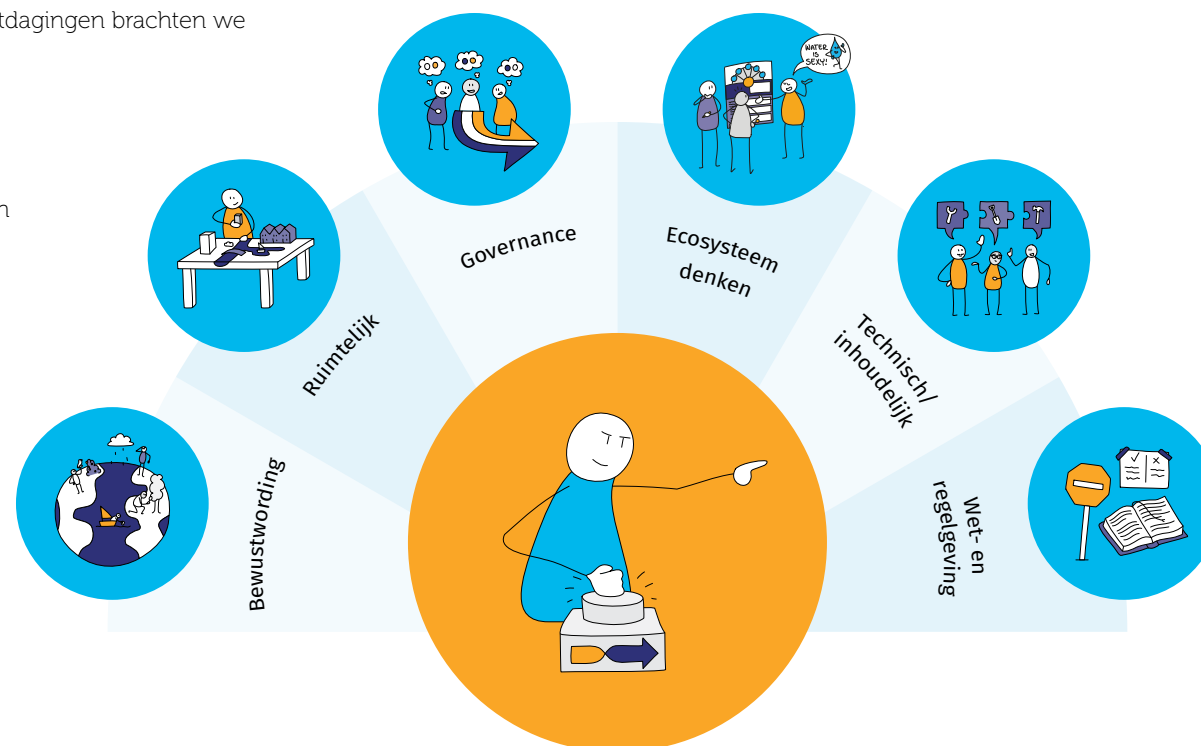 tdagingen brachten we
n
WATER
IS
SEXY!
Governance
Ecosysteem
denken
Ruimtelijk
Technisch/
inhoudelijk
Bewustwording
Wet- en
regelgeving